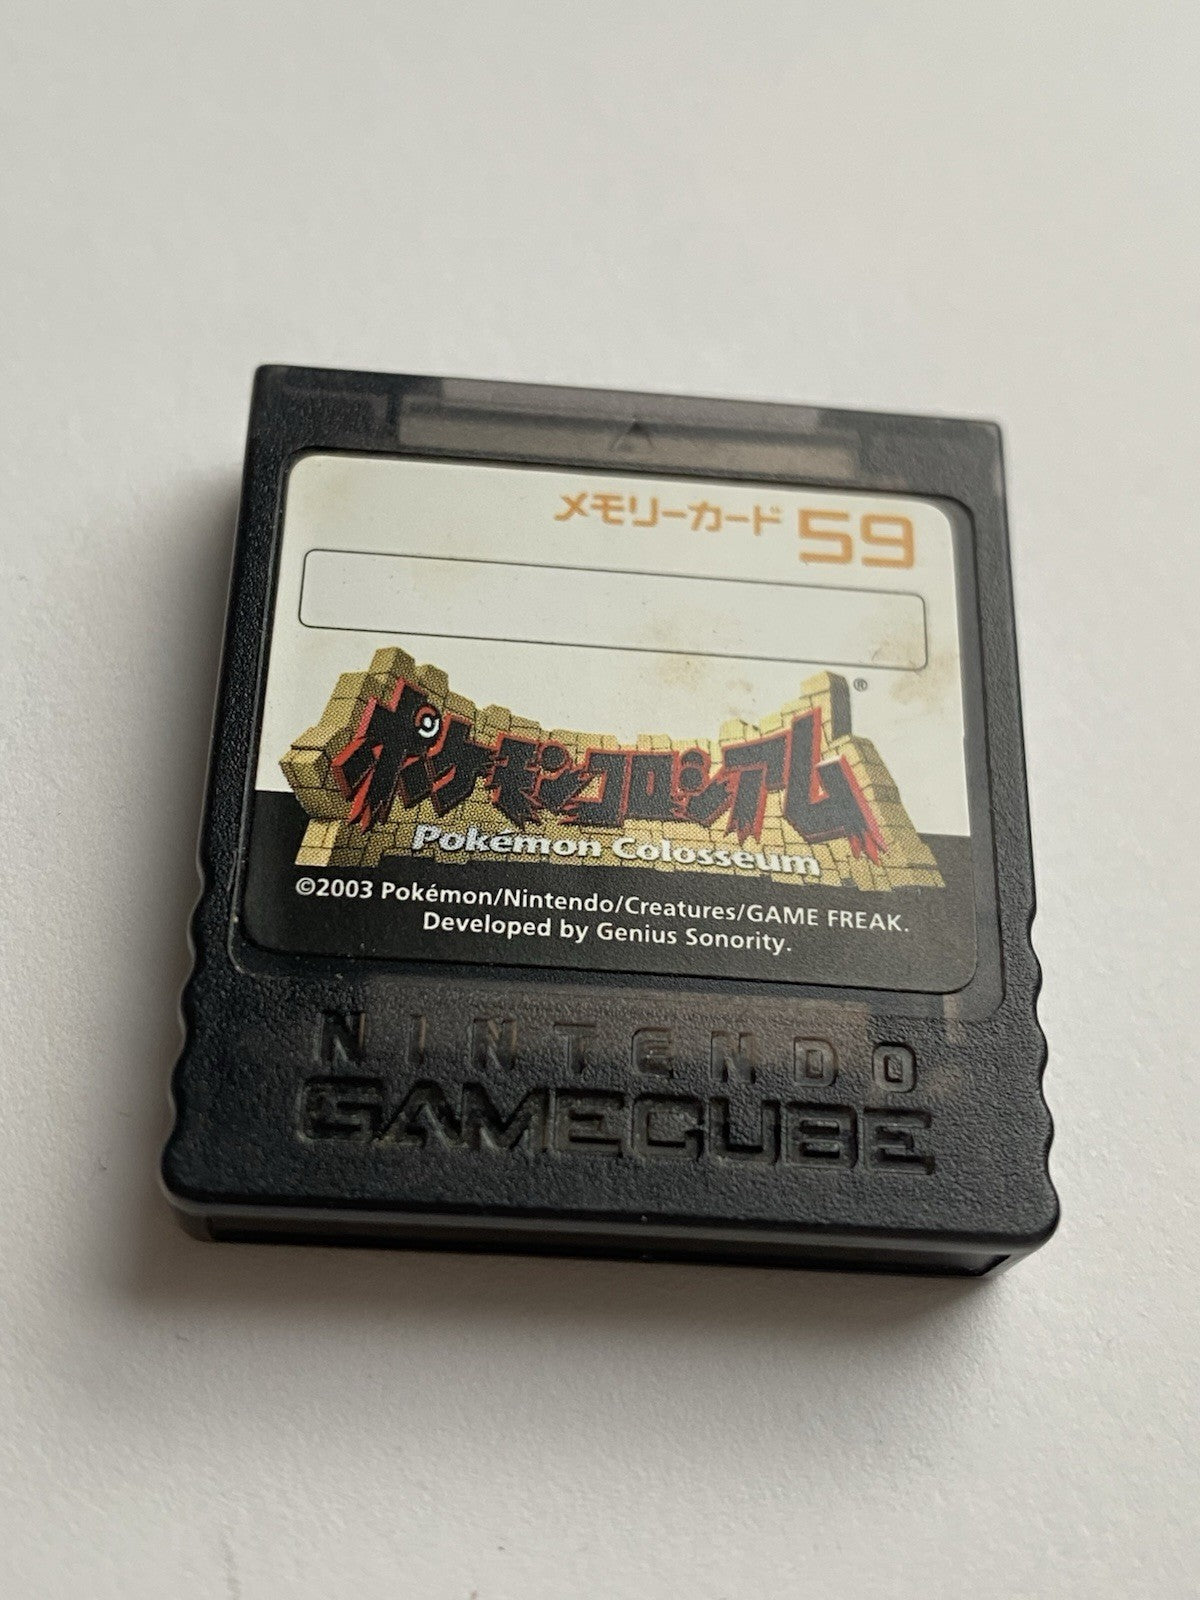 メモリーカード 59
ポケモンコロシアム®
Pokémon Colosseum
©2003 Pokémon/Nintendo/Creatures/GAME FREAK.
Developed by Genius Sonority.
NINTENDO
GAMECUBE